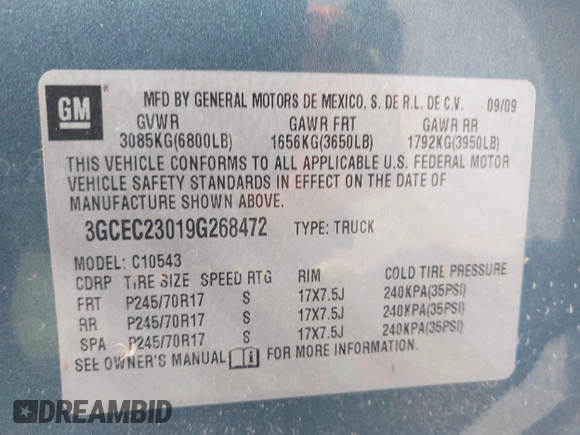 GM
MFD BY GENERAL MOTORS DE MEXICO, S. DE R.L. DE C.V. 09/09
GVWR GAWR FRT GAWR RR
3085KG(6800LB) 1656KG(3650LB) 1792KG(3950LB)
THIS VEHICLE CONFORMS TO ALL APPLICABLE U.S. FEDERAL MOTOR
VEHICLE SAFETY STANDARDS IN EFFECT ON THE DATE OF
MANUFACTURE SHOWN ABOVE.
3GCEC23019G268472 TYPE: TRUCK
MODEL: C10543
CDRP TIRE SIZE SPEED RTG RIM COLD TIRE PRESSURE
FRT P245/70R17 S 17X7.5J 240KPA(35PSI)
RR P245/70R17 S 17X7.5J 240KPA(35PSI)
SPA P245/70R17 S 17X7.5J 240KPA(35PSI)
SEE OWNER'S MANUAL i FOR MORE INFORMATION.
DREAMBID